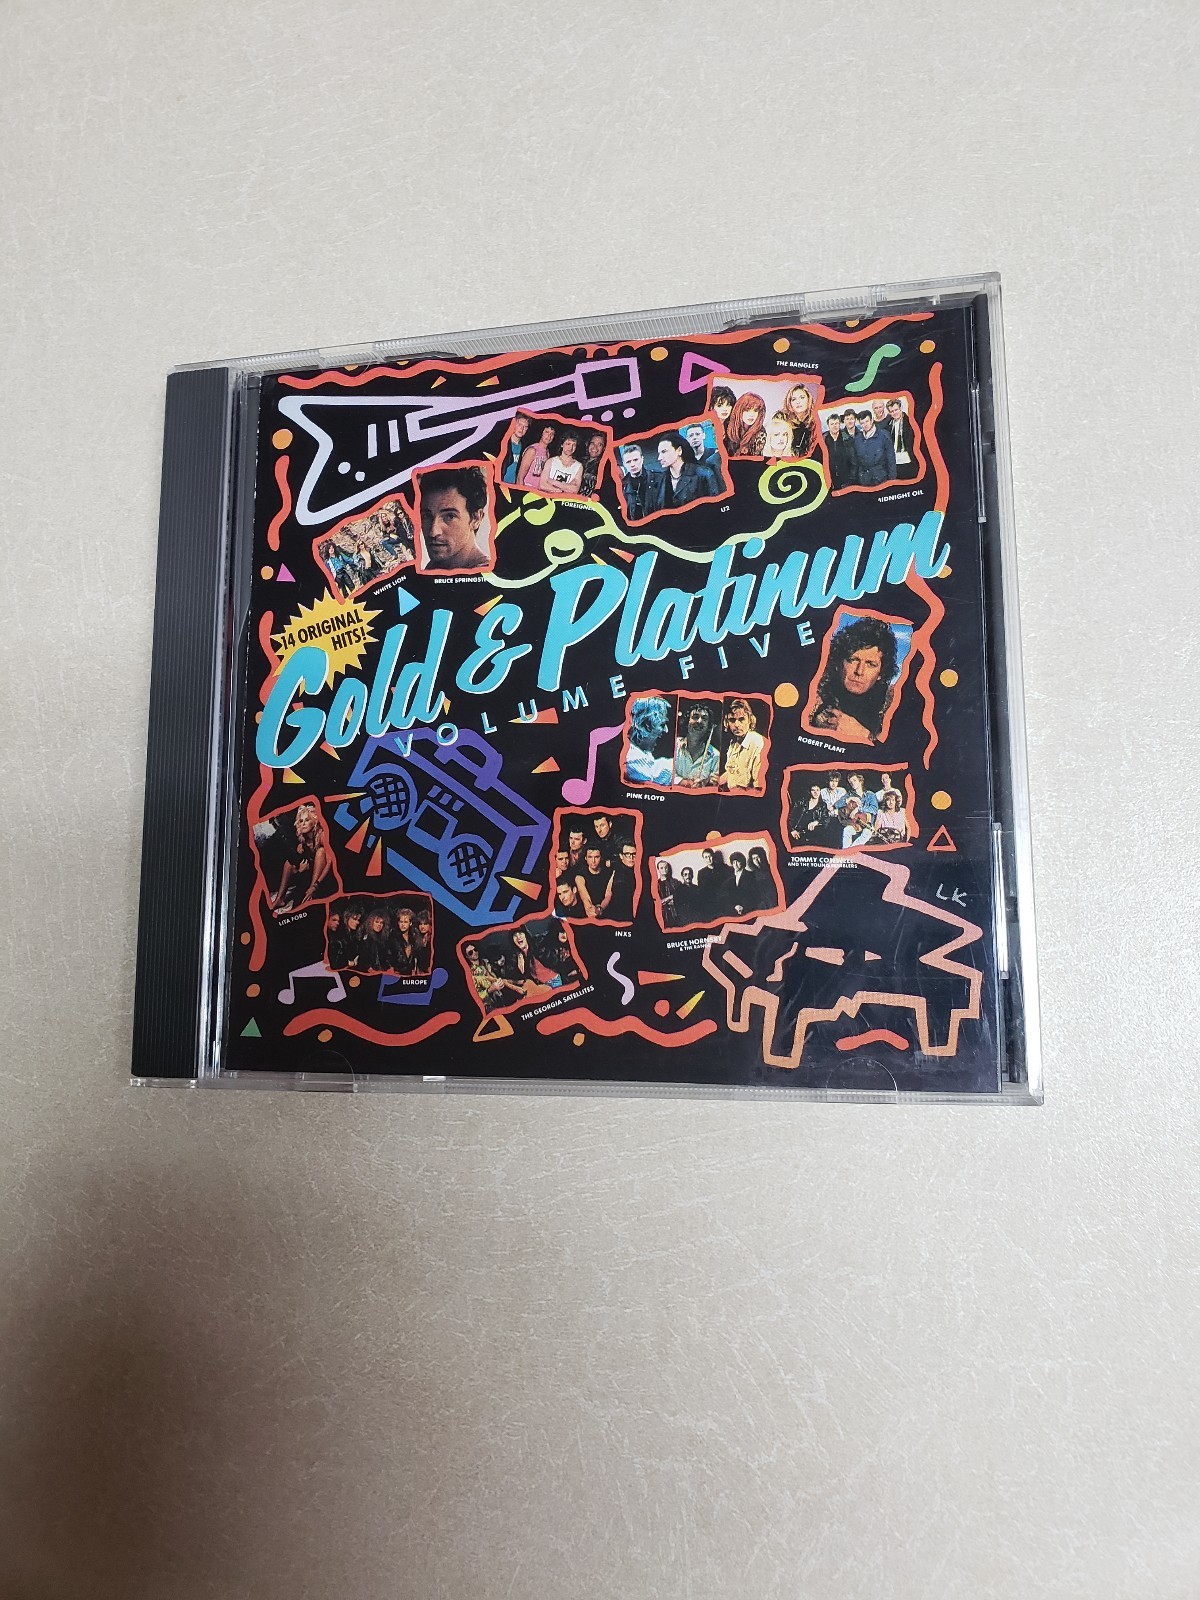 THE BANGLES
MIDNIGHT OIL
U2
FOREIGNER
WHITE LION
BRUCE SPRINGSTE
14 ORIGINAL
HITS!
Gold & Platinum
VOLUME FIVE
ROBERT PLANT
PINK FLOYD
TOMMY CONWELL
AND THE YOUNG RUMBLERS
LITA FORD
INXS
BRUCE HORNSBY
& THE RANGE
EUROPE
THE GEORGIA SATELLITES
LK